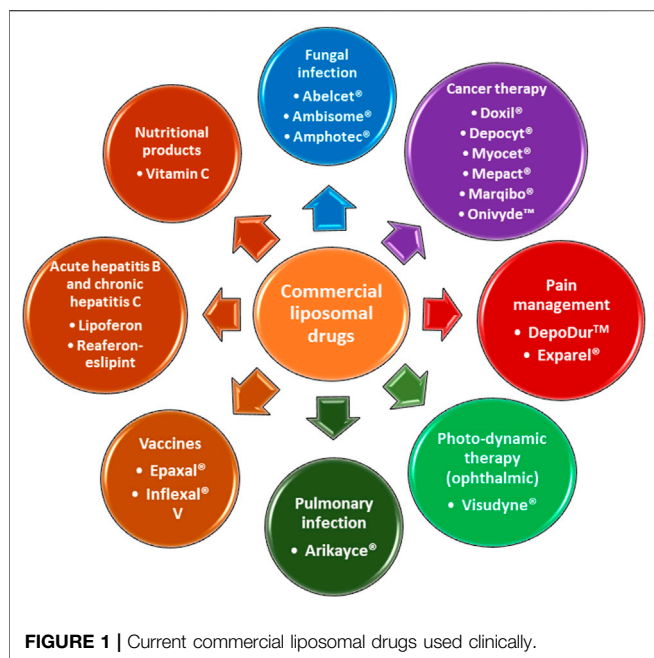 Fungal
infection
• Abelcet®
• Ambisome®
• Amphotec®
Cancer therapy
• Doxil®
• Depocyt®
• Myocet®
• Mepact®
• Marqibo®
• Onivyde™
Nutritional
products
• Vitamin C
Acute hepatitis B
and chronic
hepatitis C
• Lipoferon
• Reaferon-
eslipint
Commercial
liposomal
drugs
Pain
management
• DepoDur™
• Exparel®
Vaccines
• Epaxal®
• Inflexal®
V
Pulmonary
infection
• Arikayce®
Photo-dynamic
therapy
(ophthalmic)
• Visudyne®
FIGURE 1 | Current commercial liposomal drugs used clinically.